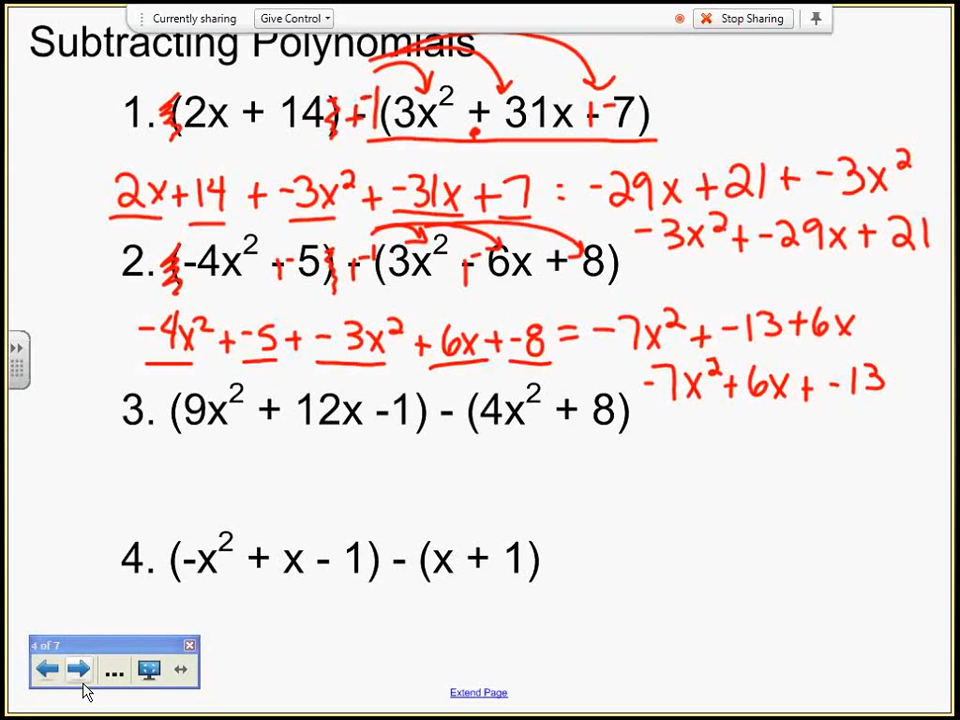 Currently sharing Give Control Stop Sharing
Subtracting Polynomials
1. (2x + 14) + -1 (3x² + 31x + -7)
2x + 14 + -3x² + -31x + 7 = -29x + 21 + -3x²
-3x² + -29x + 21
2. (-4x² + -5) + -1 (3x² + -6x + 8)
-4x² + -5 + -3x² + 6x + -8 = -7x² + -13 + 6x
-7x² + 6x + -13
3. (9x² + 12x -1) - (4x² + 8)
4. (-x² + x - 1) - (x + 1)
4 of 7
...
Extend Page